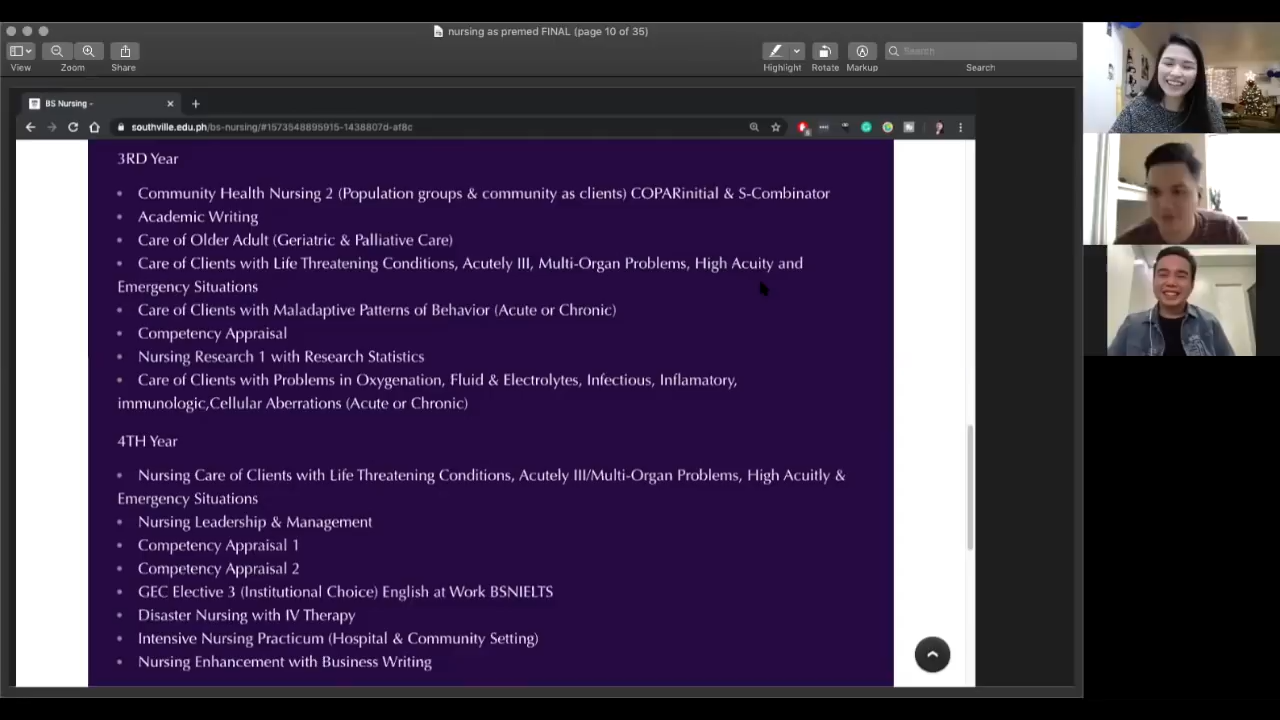 nursing as premed FINAL (page 10 of 35)
View
Zoom
Share
Highlight
Rotate
Markup
Search
Search
BS Nursing -
southville.edu.ph/bs-nursing/#1573548895915-1438807d-af8c
3RD Year
• Community Health Nursing 2 (Population groups & community as clients) COPARinitial & S-Combinator
• Academic Writing
• Care of Older Adult (Geriatric & Palliative Care)
• Care of Clients with Life Threatening Conditions, Acutely III, Multi-Organ Problems, High Acuity and
Emergency Situations
• Care of Clients with Maladaptive Patterns of Behavior (Acute or Chronic)
• Competency Appraisal
• Nursing Research 1 with Research Statistics
• Care of Clients with Problems in Oxygenation, Fluid & Electrolytes, Infectious, Inflamatory,
immunologic,Cellular Aberrations (Acute or Chronic)
4TH Year
• Nursing Care of Clients with Life Threatening Conditions, Acutely III/Multi-Organ Problems, High Acuitly &
Emergency Situations
• Nursing Leadership & Management
• Competency Appraisal 1
• Competency Appraisal 2
• GEC Elective 3 (Institutional Choice) English at Work BSNIELTS
• Disaster Nursing with IV Therapy
• Intensive Nursing Practicum (Hospital & Community Setting)
• Nursing Enhancement with Business Writing